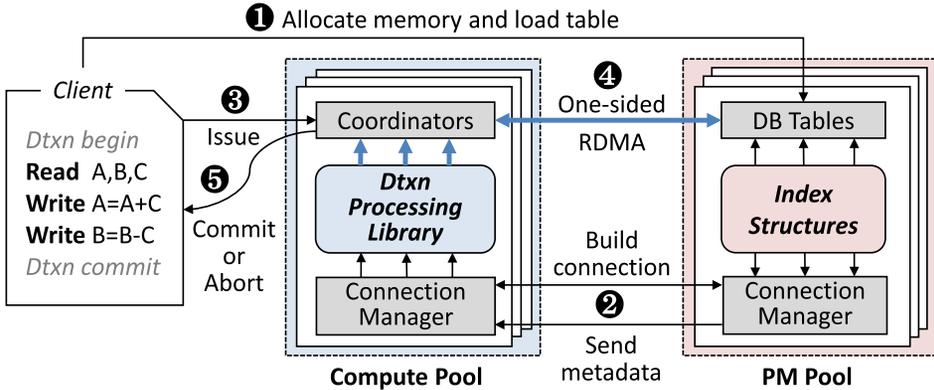 ❶ Allocate memory and load table
Client
Dtxn begin
Read A,B,C
Write A=A+C
Write B=B-C
Dtxn commit
❸
Issue
❺
Commit
or
Abort
Coordinators
Dtxn
Processing
Library
Connection
Manager
Compute Pool
❹
One-sided
RDMA
Build
connection
❷
Send
metadata
DB Tables
Index
Structures
Connection
Manager
PM Pool